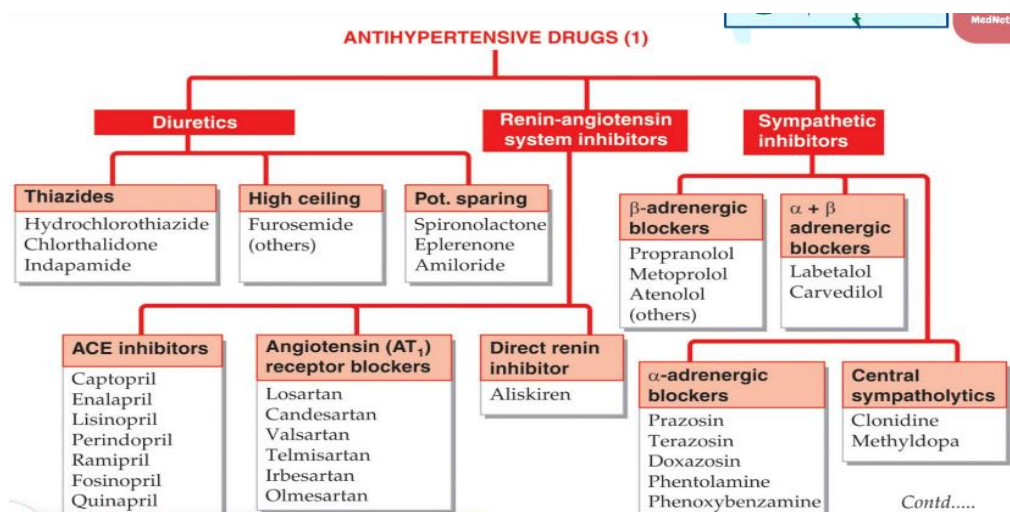 MedNot
ANTIHYPERTENSIVE DRUGS (1)
Diuretics
Renin-angiotensin
system inhibitors
Sympathetic
inhibitors
Thiazides
Hydrochlorothiazide
Chlorthalidone
Indapamide
High ceiling
Furosemide
(others)
Pot. sparing
Spironolactone
Eplerenone
Amiloride
β-adrenergic
blockers
Propranolol
Metoprolol
Atenolol
(others)
α + β
adrenergic
blockers
Labetalol
Carvedilol
ACE inhibitors
Captopril
Enalapril
Lisinopril
Perindopril
Ramipril
Fosinopril
Quinapril
Angiotensin (AT₁)
receptor blockers
Losartan
Candesartan
Valsartan
Telmisartan
Irbesartan
Olmesartan
Direct renin
inhibitor
Aliskiren
α-adrenergic
blockers
Prazosin
Terazosin
Doxazosin
Phentolamine
Phenoxybenzamine
Central
sympatholytics
Clonidine
Methyldopa
Contd.....